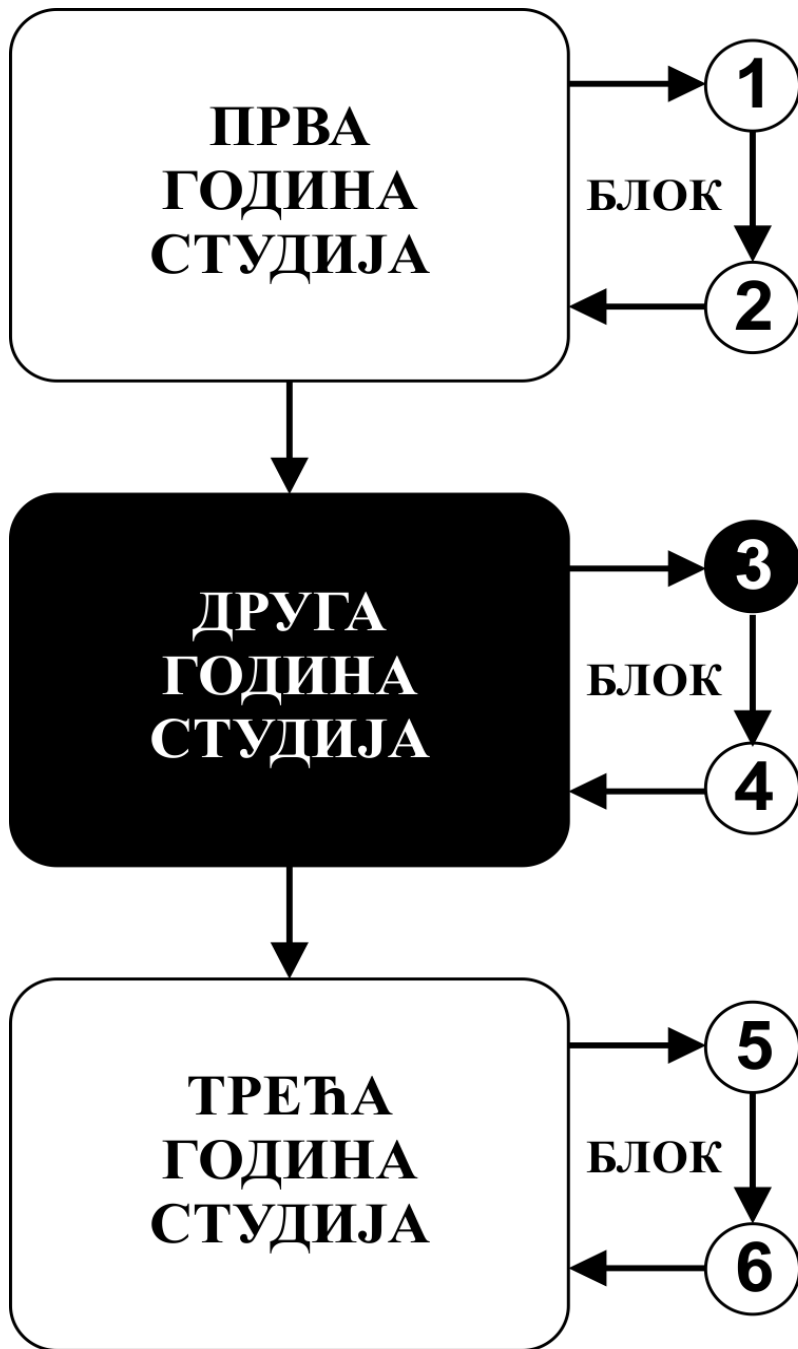 ПРВА
ГОДИНА
СТУДИЈА
1
БЛОК
2
ДРУГА
ГОДИНА
СТУДИЈА
3
БЛОК
4
ТРЕЋА
ГОДИНА
СТУДИЈА
5
БЛОК
6